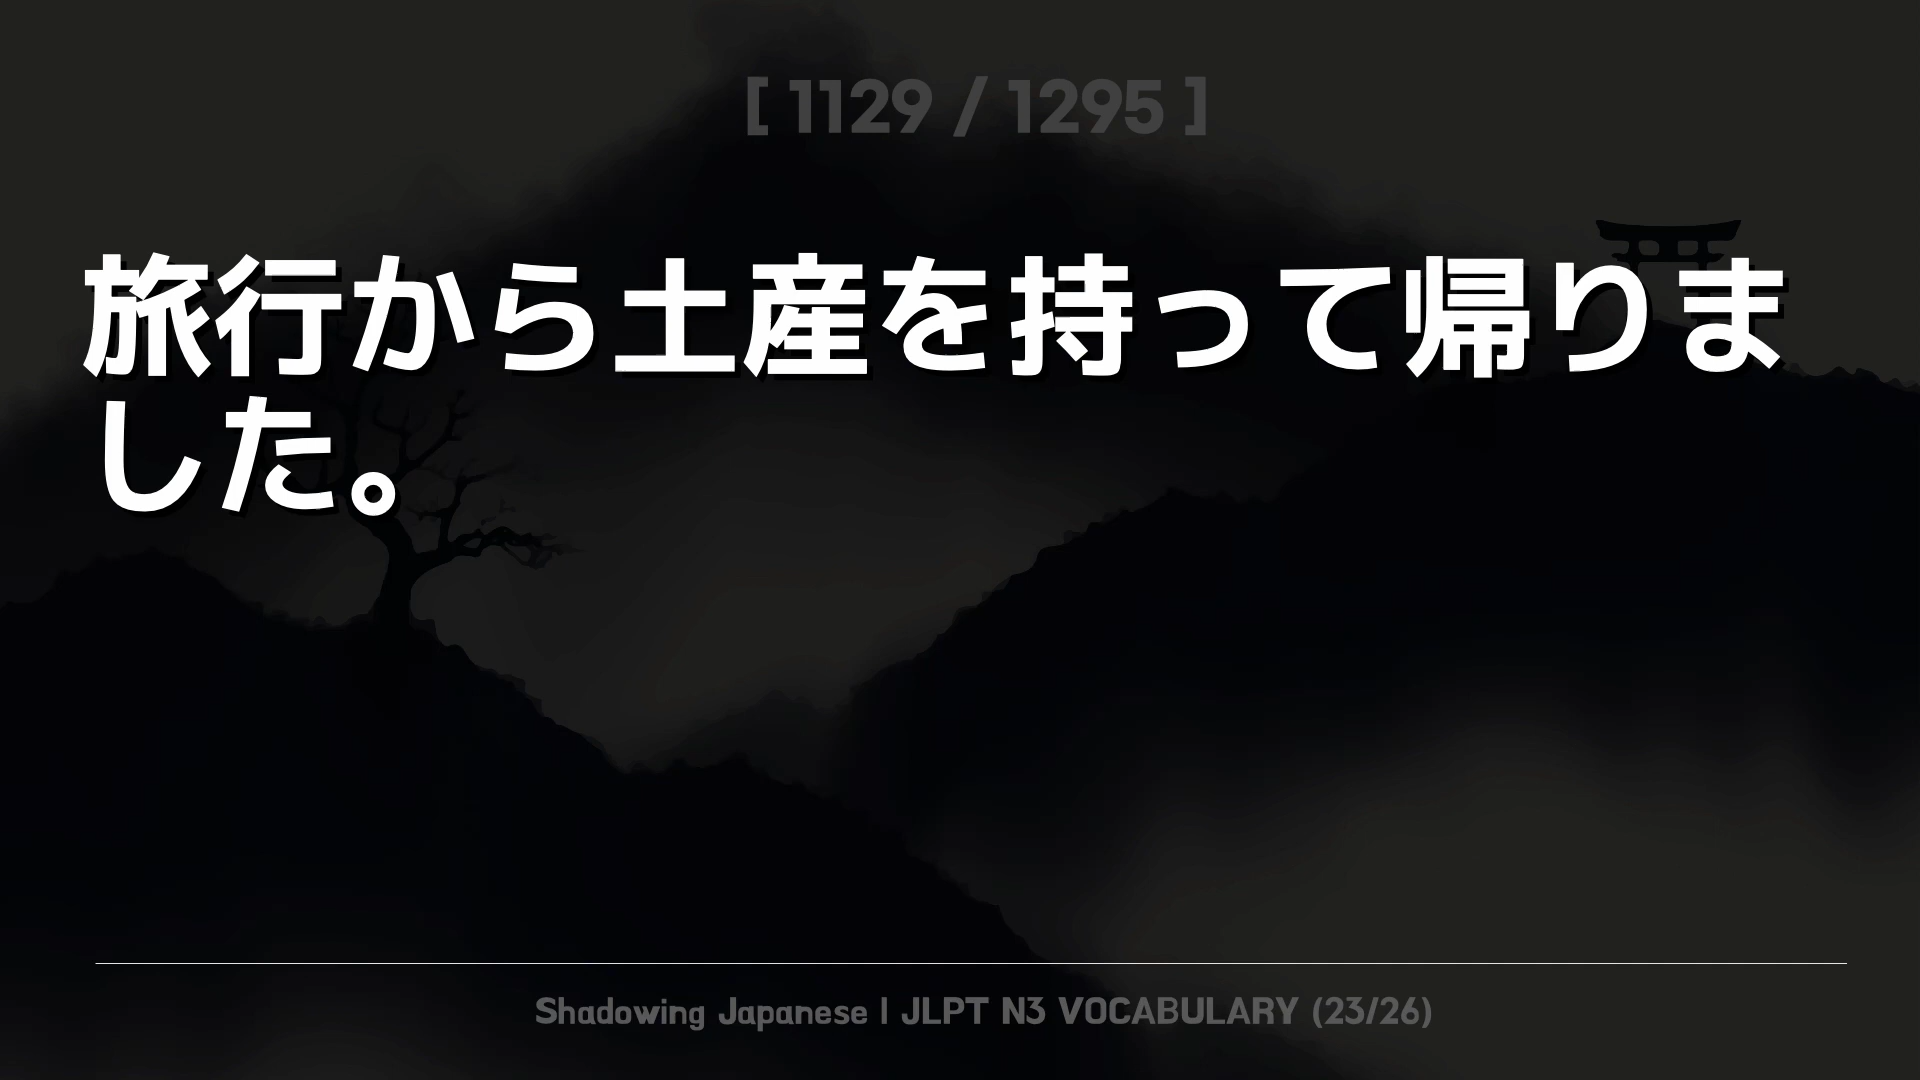 [ 1129 / 1295 ]
旅行から土産を持って帰りま
した。
Shadowing Japanese | JLPT N3 VOCABULARY (23/26)